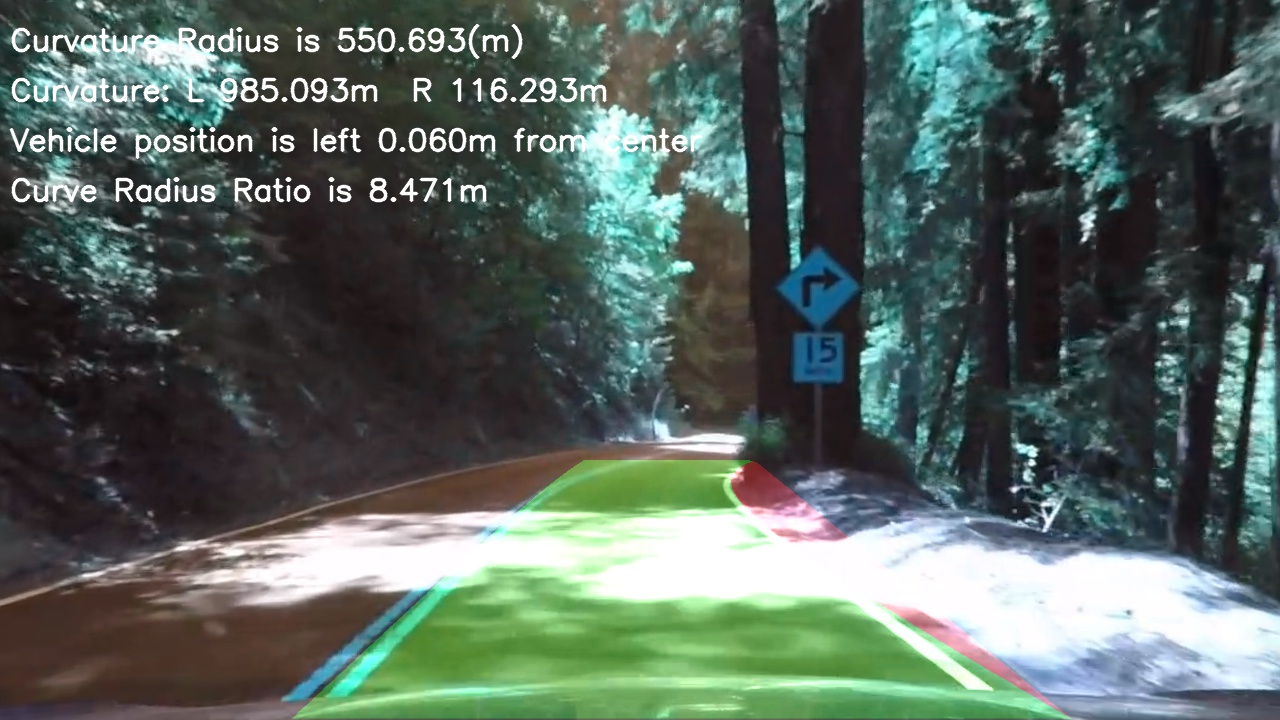 Curvature Radius is 550.693(m)
Curvature: L 985.093m R 116.293m
Vehicle position is left 0.060m from center
Curve Radius Ratio is 8.471m
15